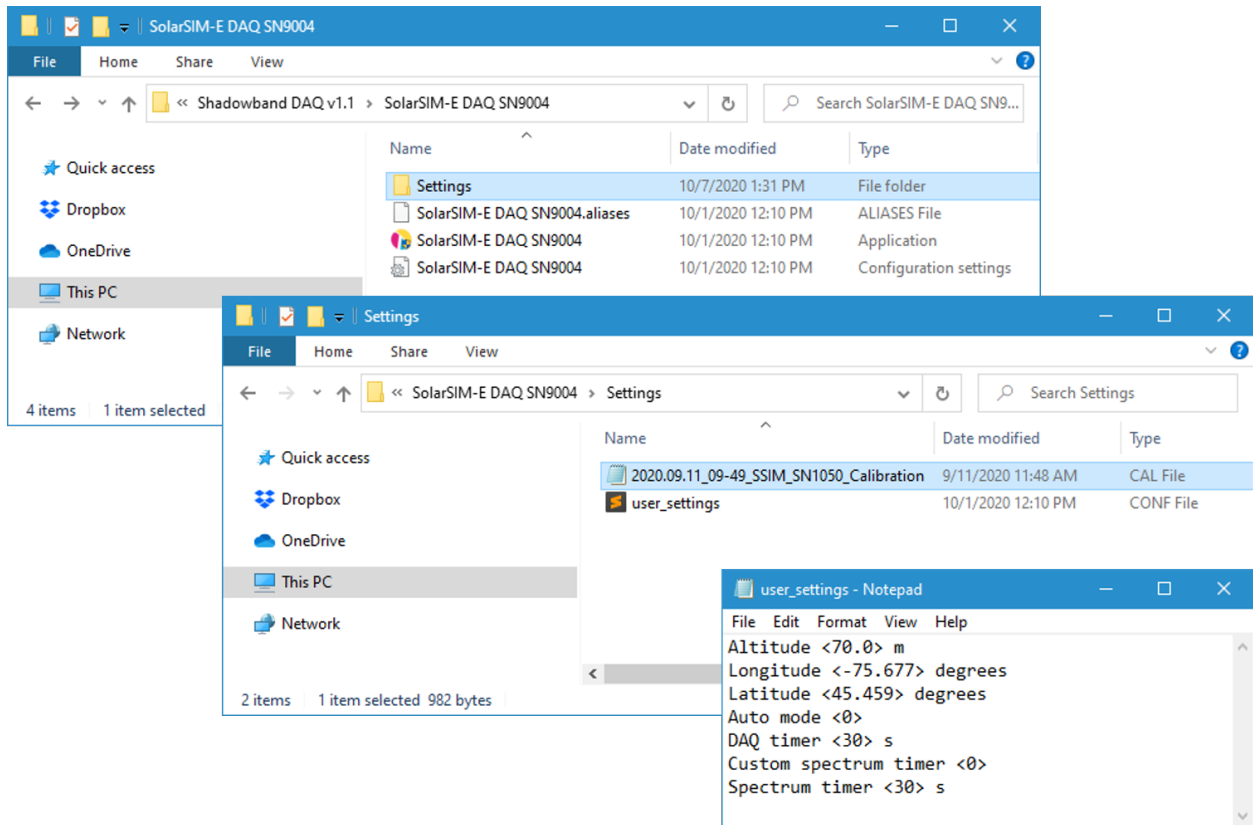 SolarSIM-E DAQ SN9004
File Home Share View
« Shadowband DAQ v1.1 › SolarSIM-E DAQ SN9004
Search SolarSIM-E DAQ SN9...
Name Date modified Type
Quick access
Dropbox
OneDrive
This PC
Network
Settings 10/7/2020 1:31 PM File folder
SolarSIM-E DAQ SN9004.aliases 10/1/2020 12:10 PM ALIASES File
SolarSIM-E DAQ SN9004 10/1/2020 12:10 PM Application
SolarSIM-E DAQ SN9004 10/1/2020 12:10 PM Configuration settings
4 items 1 item selected
Settings
File Home Share View
« SolarSIM-E DAQ SN9004 › Settings
Search Settings
Name Date modified Type
Quick access
Dropbox
OneDrive
This PC
Network
2020.09.11_09-49_SSIM_SN1050_Calibration 9/11/2020 11:48 AM CAL File
user_settings 10/1/2020 12:10 PM CONF File
2 items 1 item selected 982 bytes
user_settings - Notepad
File Edit Format View Help
Altitude <70.0> m
Longitude <-75.677> degrees
Latitude <45.459> degrees
Auto mode <0>
DAQ timer <30> s
Custom spectrum timer <0>
Spectrum timer <30> s